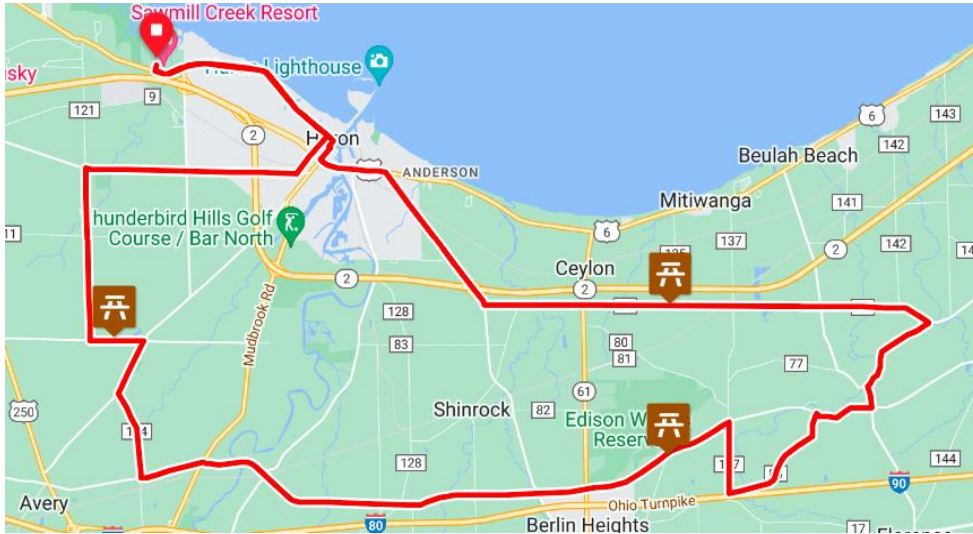 Sawmill Creek Resort
usky
Lighthouse
6
143
9
121
2
142
Beulah Beach
ANDERSON
Mitiwanga
141
hunderbird Hills Golf
Course / Bar North
11
6
137
142
2
14
2
Ceylon
2
Mudbrook Rd
128
83
80
81
77
250
61
Shinrock
82
Edison W
Reserv
128
144
90
Avery
80
Ohio Turnpike
Berlin Heights
17